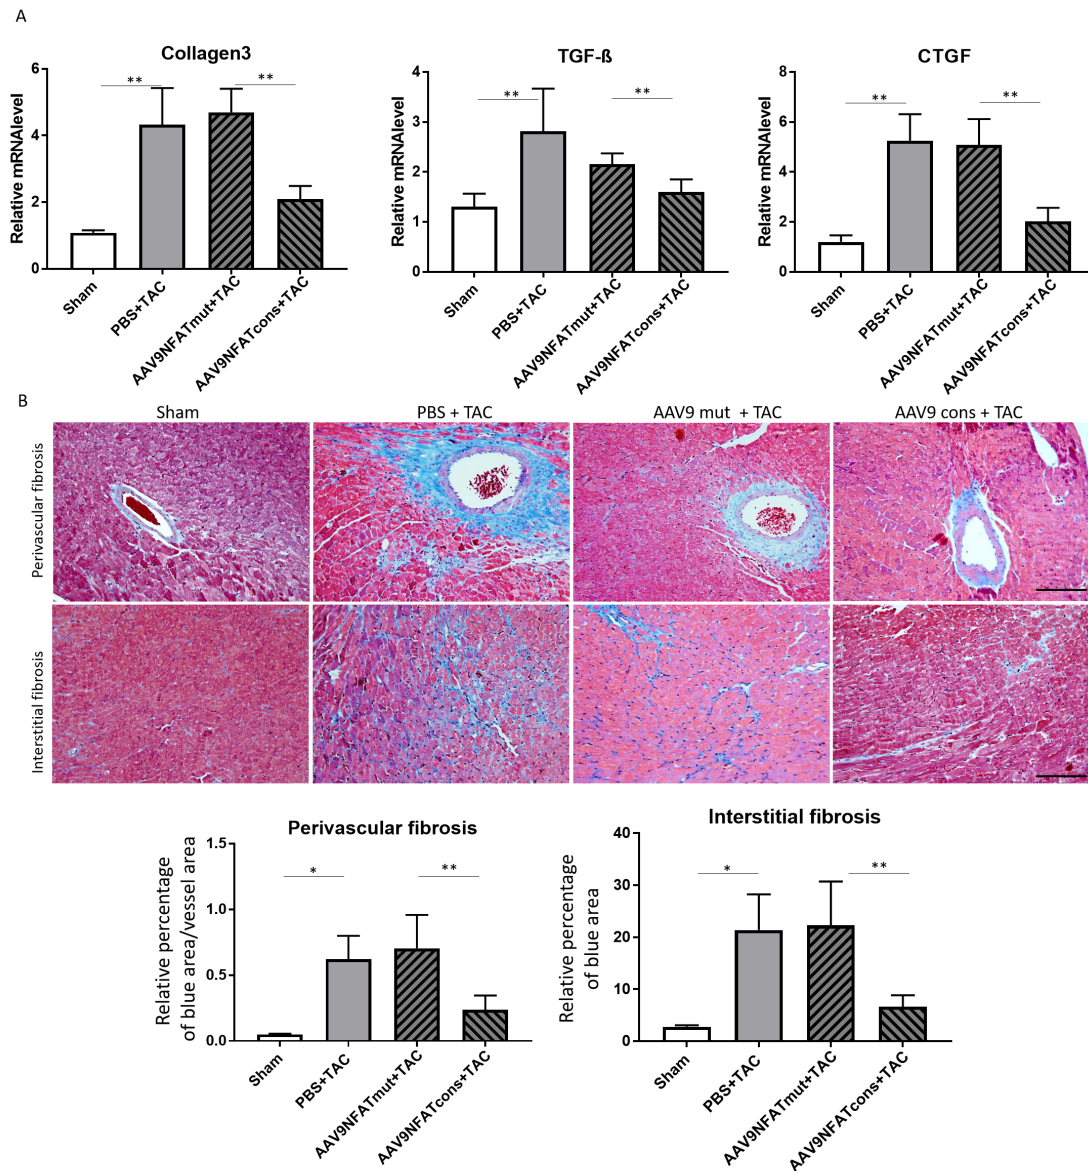 A
Collagen3
Relative mRNAlevel
6
4
2
0
**
**
Sham
PBS+TAC
AAV9NFATmut+TAC
AAV9NFATcons+TAC
TGF-ß
Relative mRNAlevel
4
3
2
1
0
**
**
Sham
PBS+TAC
AAV9NFATmut+TAC
AAV9NFATcons+TAC
CTGF
Relative mRNAlevel
8
6
4
2
0
**
**
Sham
PBS+TAC
AAV9NFATmut+TAC
AAV9NFATcons+TAC
B
Sham
PBS + TAC
AAV9 mut + TAC
AAV9 cons + TAC
Perivascular fibrosis
Interstitial fibrosis
Perivascular fibrosis
Relative percentage
of blue area/vessel area
1.5
1.0
0.5
0.0
*
**
Sham
PBS+TAC
AAV9NFATmut+TAC
AAV9NFATcons+TAC
Interstitial fibrosis
Relative percentage
of blue area
40
30
20
10
0
*
**
Sham
PBS+TAC
AAV9NFATmut+TAC
AAV9NFATcons+TAC